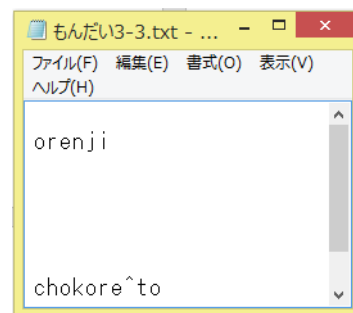 もんだい3-3.txt - ...
ファイル(F) 編集(E) 書式(O) 表示(V)
ヘルプ(H)
orenji
chokore^to